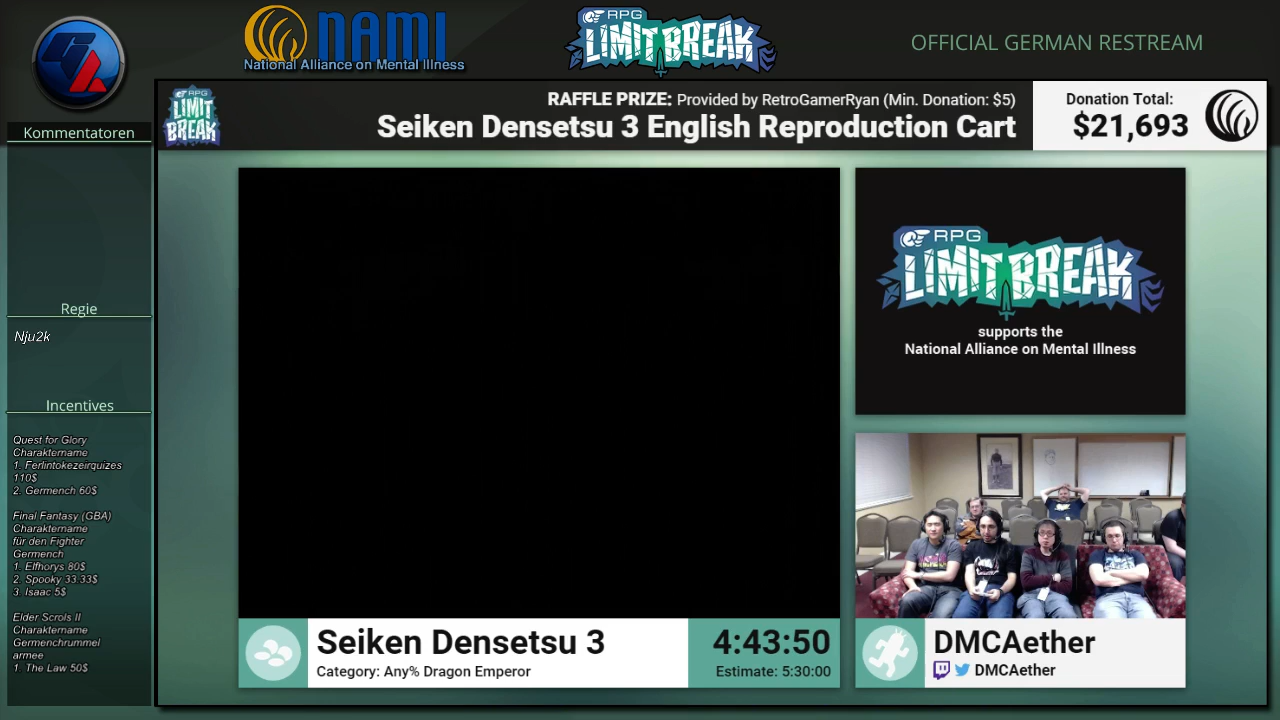 NAMI
National Alliance on Mental Illness
RPG
LIMIT BREAK
OFFICIAL GERMAN RESTREAM
Kommentatoren
RPG
LIMIT
BREAK
RAFFLE PRIZE: Provided by RetroGamerRyan (Min. Donation: $5)
Seiken Densetsu 3 English Reproduction Cart
Donation Total:
$21,693
RPG
LIMIT BREAK
supports the
National Alliance on Mental Illness
Regie
Nju2k
Incentives
Quest for Glory
Charaktername
1. Ferlintokezeirquizes
110$
2. Germench 60$
Final Fantasy (GBA)
Charaktername
für den Fighter
Germench
1. Elfhorys 80$
2. Spooky 33.33$
3. Isaac 5$
Elder Scrolls II
Charaktername
Germenchrummel
armee
1. The Law 50$
Seiken Densetsu 3
Category: Any% Dragon Emperor
4:43:50
Estimate: 5:30:00
DMCAether
DMCAether